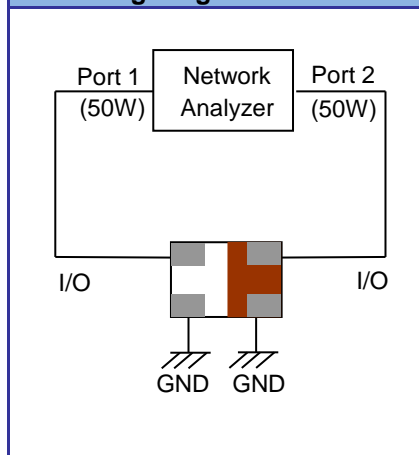 Port 1
(50W)
Network
Analyzer
Port 2
(50W)
I/O
I/O
GND
GND